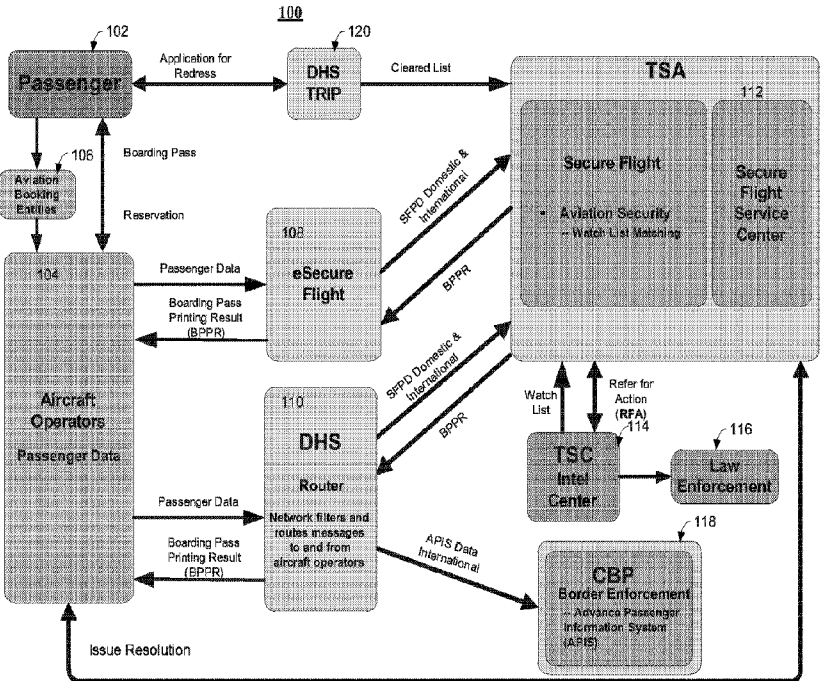 100
102
Passenger
Application for
Redress
120
DHS
TRIP
Cleared List
TSA
112
Secure Flight
• Aviation Security
– Watch List Matching
Secure
Flight
Service
Center
106
Aviation
Booking
Entities
Boarding Pass
Reservation
SFPD Domestic &
International
BPPR
104
Aircraft
Operators
Passenger Data
Passenger Data
Boarding Pass
Printing Result
(BPPR)
108
eSecure
Flight
SFPD Domestic &
International
BPPR
110
DHS
Router
Network filters and
routes messages
to and from
aircraft operators
Passenger Data
Boarding Pass
Printing Result
(BPPR)
Watch
List
Refer for
Action
(RFA)
114
TSC
Intel
Center
116
Law
Enforcement
APIS Data
International
118
CBP
Border Enforcement
– Advance Passenger
Information System
(APIS)
Issue Resolution